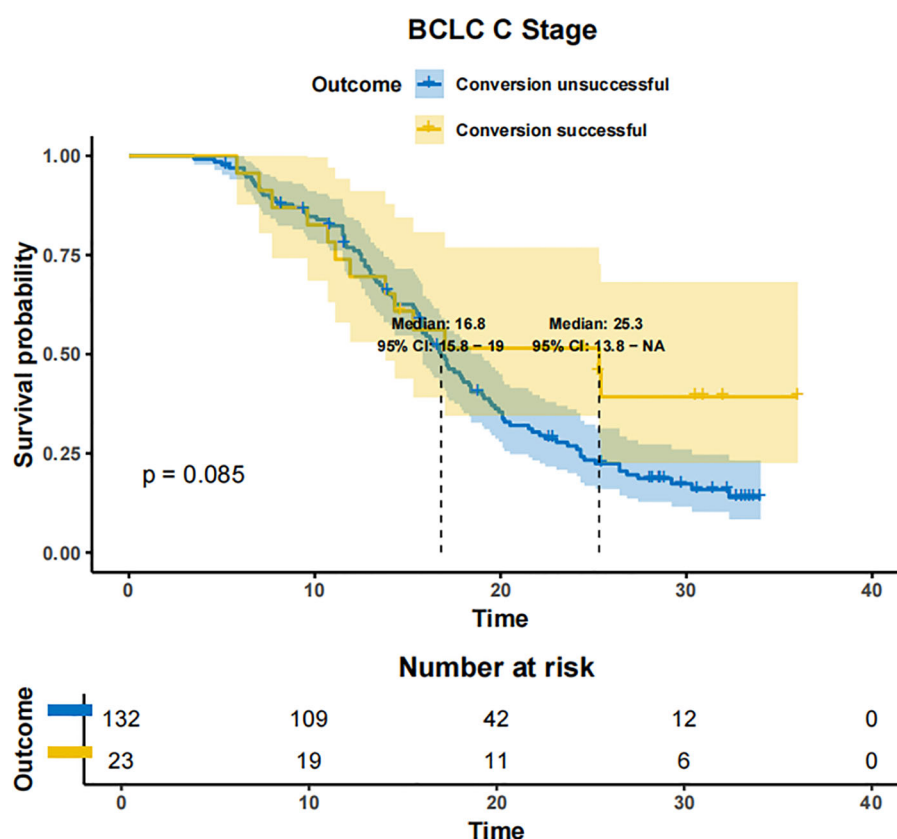 BCLC C Stage
Outcome
Conversion unsuccessful
Conversion successful
Survival probability
1.00
0.75
0.50
0.25
0.00
Median: 16.8
95% CI: 15.8 – 19
Median: 25.3
95% CI: 13.8 – NA
p = 0.085
0 10 20 30 40
Time
Number at risk
Outcome
132 109 42 12 0
23 19 11 6 0
0 10 20 30 40
Time